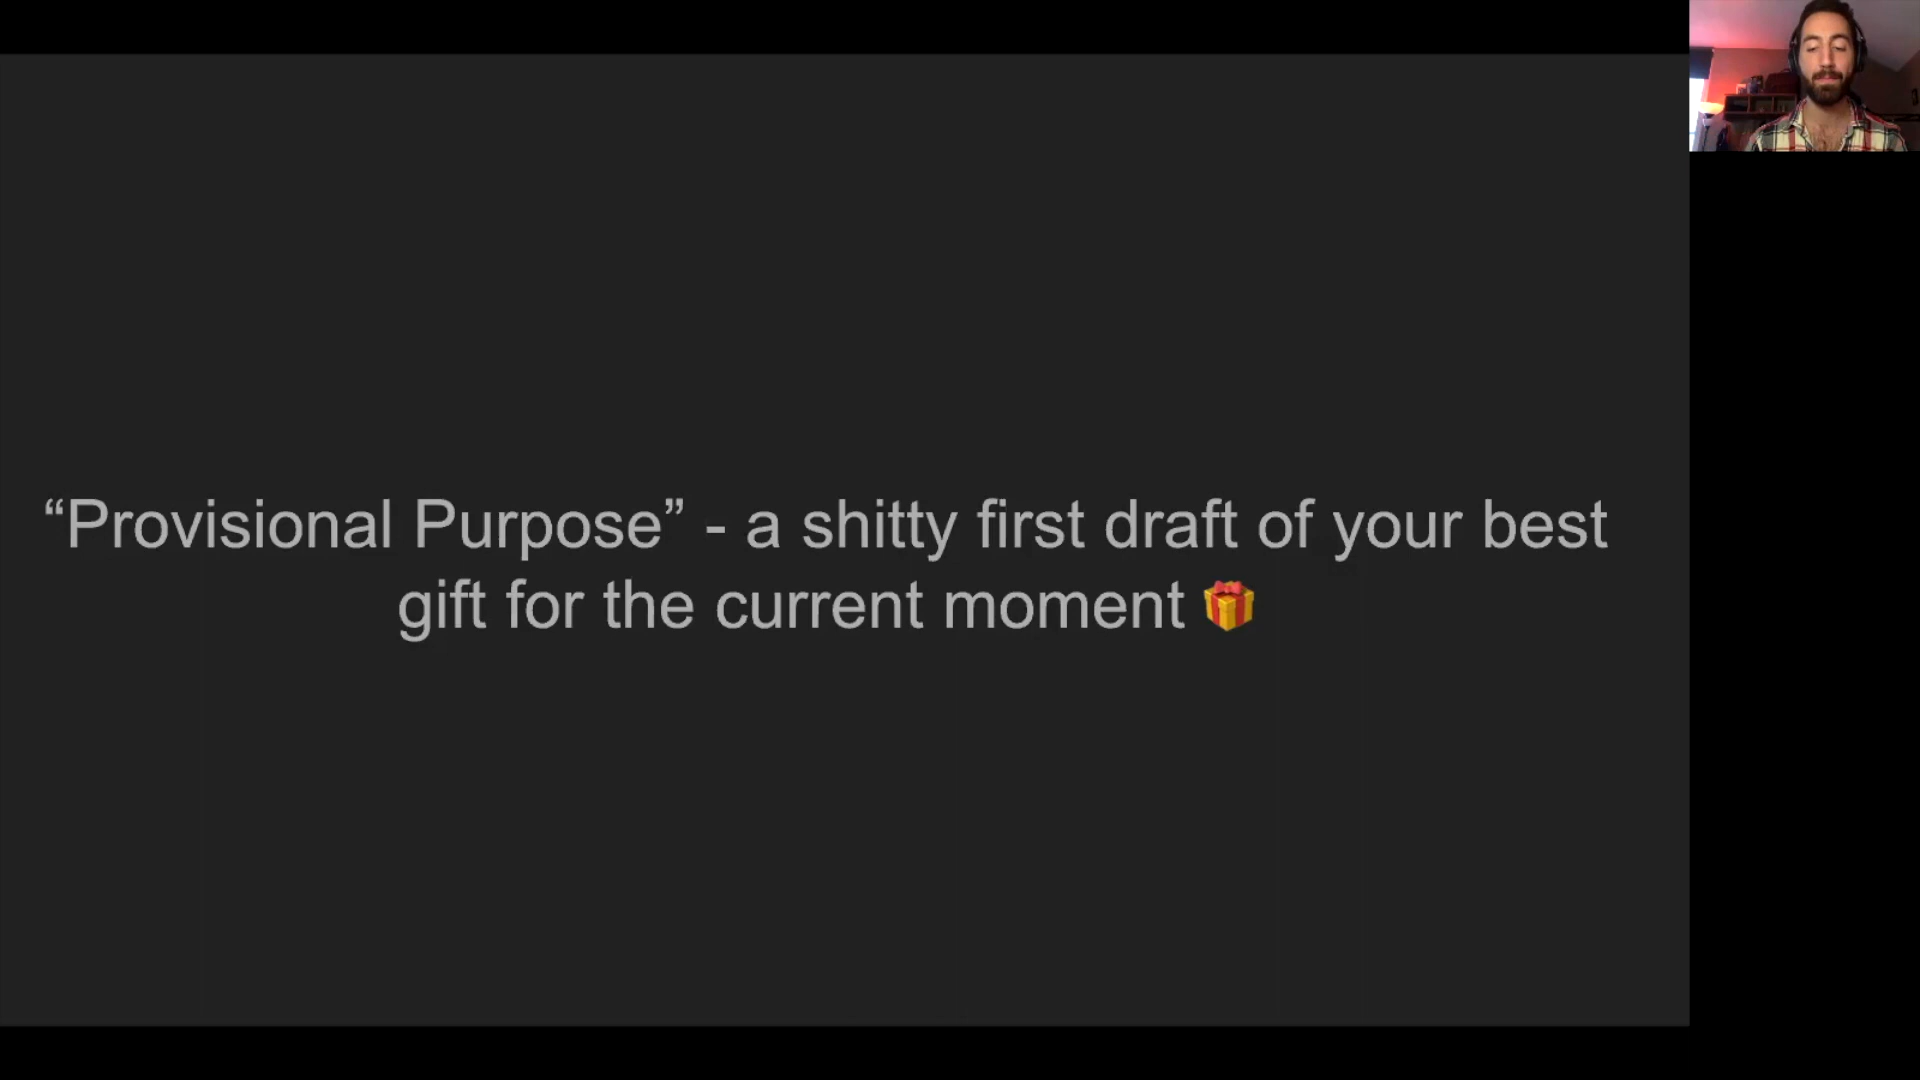 “Provisional Purpose” - a shitty first draft of your best
gift for the current moment 🎁